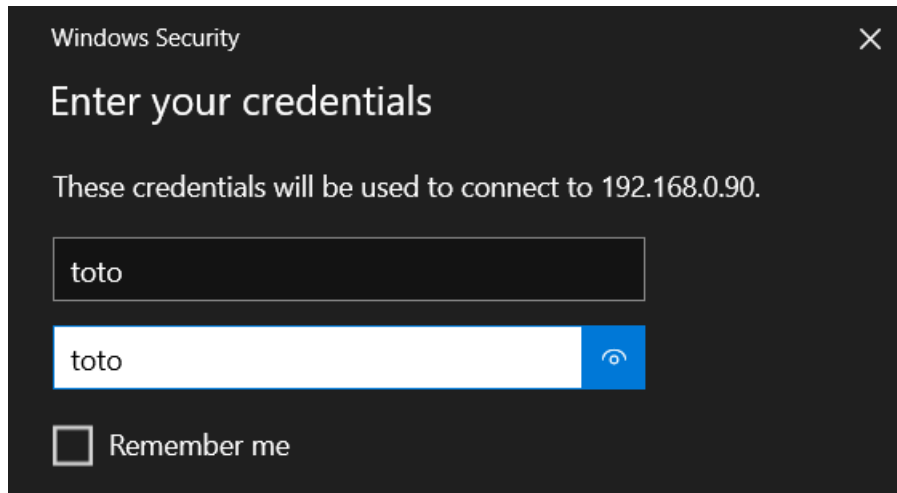 Windows Security
Enter your credentials
These credentials will be used to connect to 192.168.0.90.
toto
toto
Remember me